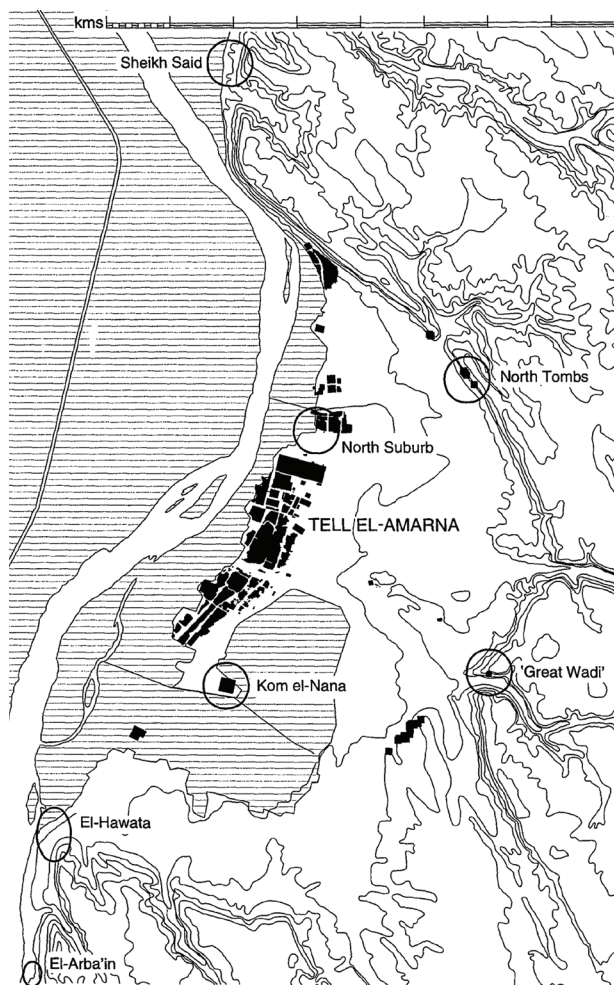 kms
Sheikh Said
North Tombs
North Suburb
TELL EL-AMARNA
'Great Wadi'
Kom el-Nana
El-Hawata
El-Arba'in